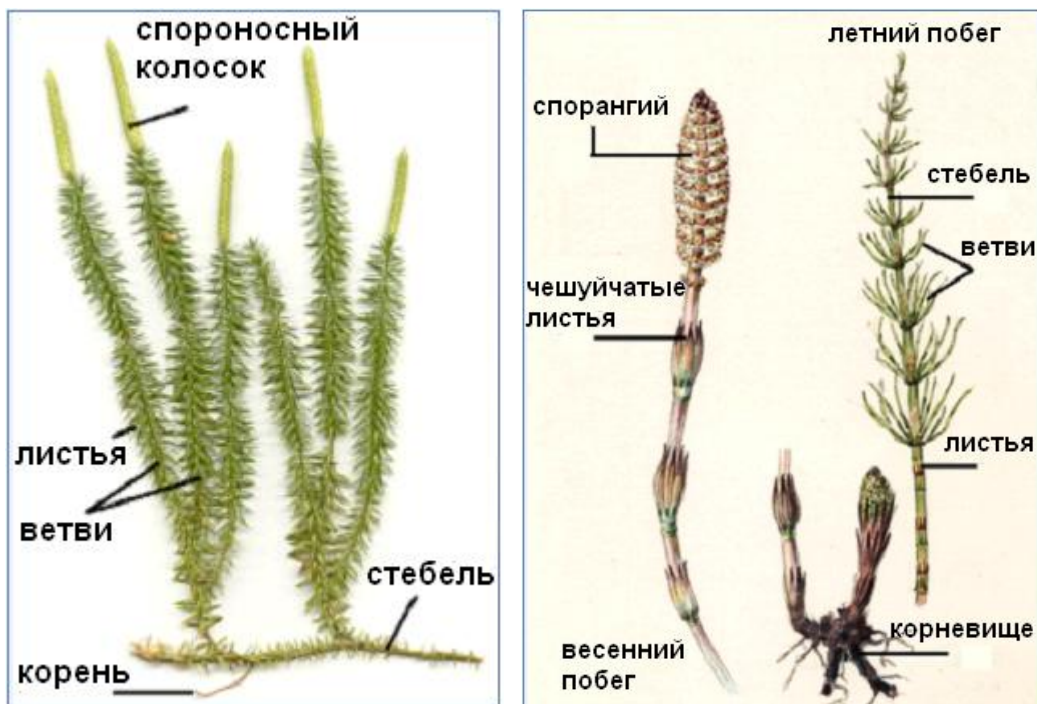 спороносный
колосок
листья
ветви
стебель
корень
летний побег
спорангий
стебель
ветви
чешуйчатые
листья
листья
корневище
весенний
побег